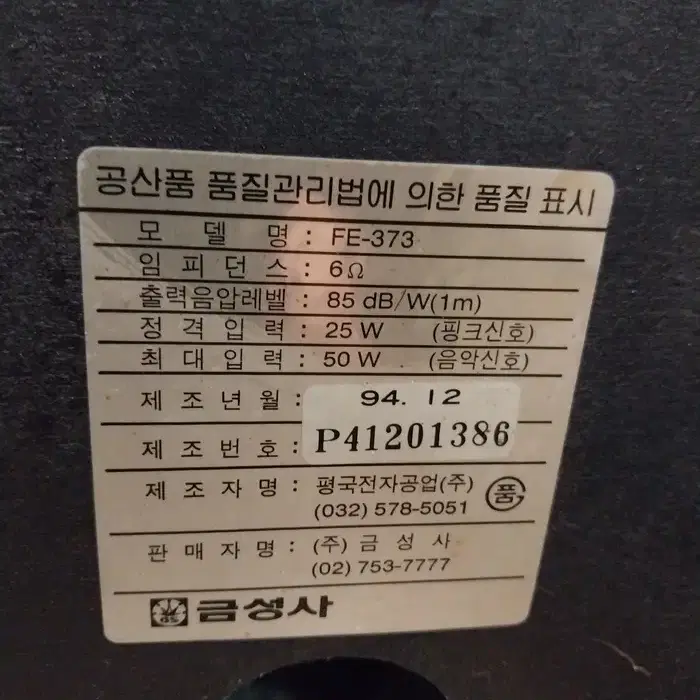 공산품 품질관리법에 의한 품질 표시
모 델 명 : FE-373
임 피 던 스 : 6Ω
출력음압레벨 : 85 dB/W(1m)
정 격 입 력 : 25 W (핑크신호)
최 대 입 력 : 50 W (음악신호)
제 조 년 월 : 94. 12
제 조 번 호 : P41201386
제 조 자 명 : 평국전자공업(주) 품
(032) 578-5051
판 매 자 명 : (주) 금 성 사
(02) 753-7777
금성사